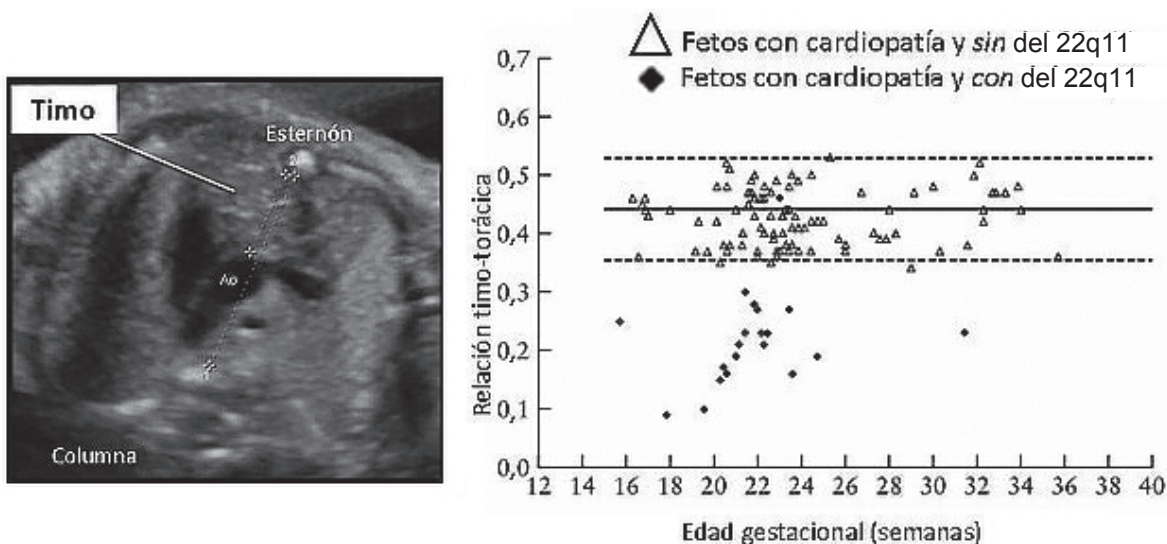 Timo
Esternón
Ao
Columna
Fetos con cardiopatía y sin del 22q11
Fetos con cardiopatía y con del 22q11
Relación timo-torácica
0,7
0,6
0,5
0,4
0,3
0,2
0,1
0,0
12 14 16 18 20 22 24 26 28 30 32 34 36 38 40
Edad gestacional (semanas)